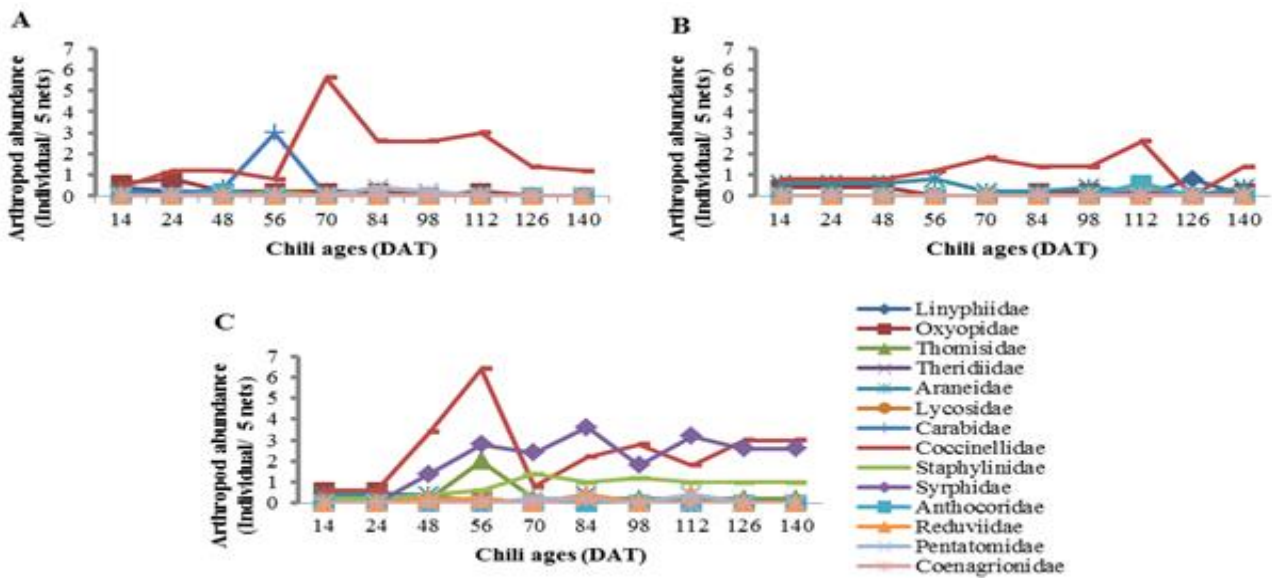 A
Arthropod abundance
(Individual/ 5 nets)
7
6
5
4
3
2
1
0
14 24 48 56 70 84 98 112 126 140
Chili ages (DAT)
B
Arthropod abundance
(Individual/ 5 nets)
7
6
5
4
3
2
1
0
14 24 48 56 70 84 98 112 126 140
Chili ages (DAT)
C
Arthropod abundance
(Individual/ 5 nets)
7
6
5
4
3
2
1
0
14 24 48 56 70 84 98 112 126 140
Chili ages (DAT)
Linyphiidae
Oxyopidae
Thomisidae
Theridiidae
Araneidae
Lycosidae
Carabidae
Coccinellidae
Staphylinidae
Syrphidae
Anthocoridae
Reduviidae
Pentatomidae
Coenagrionidae